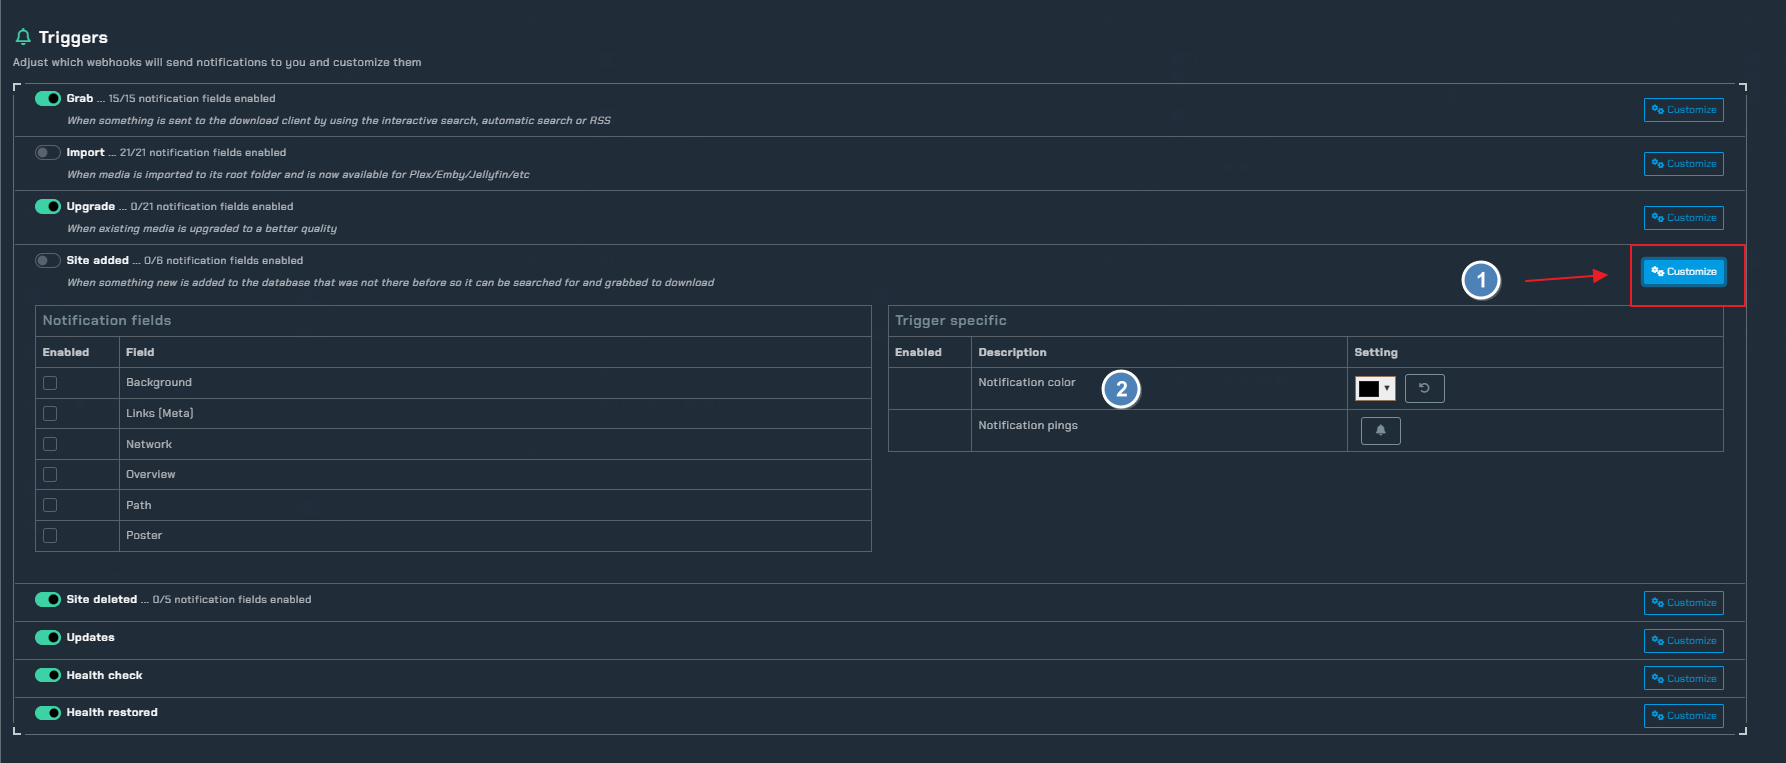 Triggers
Adjust which webhooks will send notifications to you and customize them
Grab ... 15/15 notification fields enabled
When something is sent to the download client by using the interactive search, automatic search or RSS
Customize
Import ... 21/21 notification fields enabled
When media is imported to its root folder and is now available for Plex/Emby/Jellyfin/etc
Customize
Upgrade ... 0/21 notification fields enabled
When existing media is upgraded to a better quality
Customize
Site added ... 0/6 notification fields enabled
When something new is added to the database that was not there before so it can be searched for and grabbed to download
1
Customize
Notification fields
Enabled Field
Background
Links (Meta)
Network
Overview
Path
Poster
Trigger specific
Enabled Description Setting
Notification color
2
Notification pings
Site deleted ... 0/5 notification fields enabled
Customize
Updates
Customize
Health check
Customize
Health restored
Customize